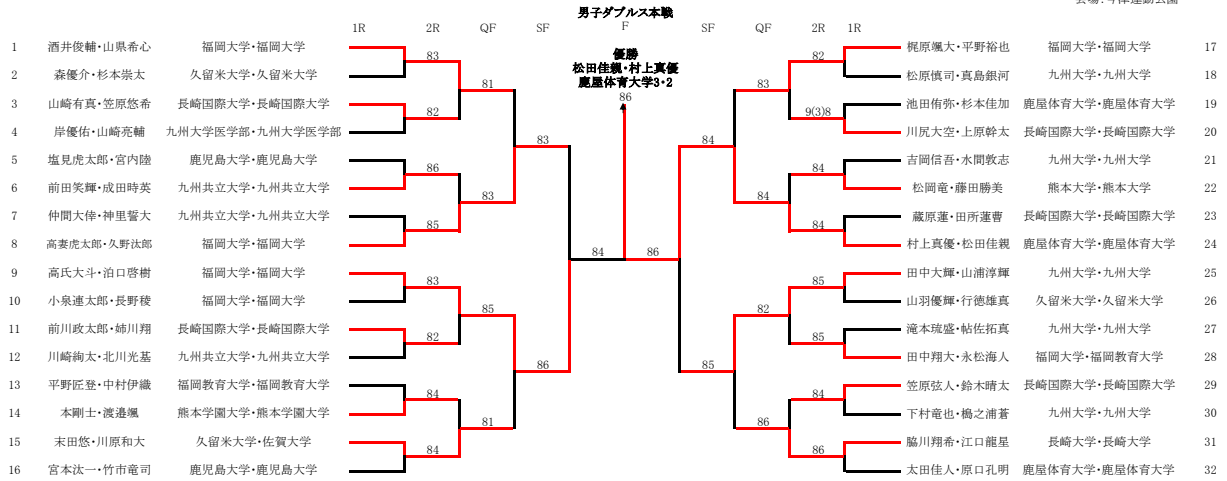 会場:今津運動公園
男子ダブルス本戦
1R 2R QF SF F SF QF 2R 1R
優勝
松田佳親・村上真優
鹿屋体育大学3・2
86
1 酒井俊輔・山県希心 福岡大学・福岡大学
2 森優介・杉本崇太 久留米大学・久留米大学
3 山崎有真・笠原悠希 長崎国際大学・長崎国際大学
4 岸優佑・山崎亮輔 九州大学医学部・九州大学医学部
5 塩見虎太郎・宮内陸 鹿児島大学・鹿児島大学
6 前田笑輝・成田時英 九州共立大学・九州共立大学
7 仲間大倖・神里誓大 九州共立大学・九州共立大学
8 高妻虎太郎・久野汰郎 福岡大学・福岡大学
9 高氏大斗・泊口啓樹 福岡大学・福岡大学
10 小泉連太郎・長野稜 福岡大学・福岡大学
11 前川政太郎・姉川翔 長崎国際大学・長崎国際大学
12 川崎絢太・北川光基 九州共立大学・九州共立大学
13 平野匠登・中村伊織 福岡教育大学・福岡教育大学
14 本剛士・渡邉颯 熊本学園大学・熊本学園大学
15 末田悠・川原和大 久留米大学・佐賀大学
16 宮本汰一・竹市竜司 鹿児島大学・鹿児島大学
83
82
86
85
83
82
84
84
81
83
85
81
83
86
84
86
84
85
83
84
82
86
82
9(3)8
84
84
85
85
84
86
梶原颯大・平野裕也 福岡大学・福岡大学 17
松原慎司・真島銀河 九州大学・九州大学 18
池田侑弥・杉本佳加 鹿屋体育大学・鹿屋体育大学 19
川尻大空・上原幹太 長崎国際大学・長崎国際大学 20
吉岡信吾・水間敦志 九州大学・九州大学 21
松岡竜・藤田勝美 熊本大学・熊本大学 22
蔵原蓮・田所蓮曹 長崎国際大学・長崎国際大学 23
村上真優・松田佳親 鹿屋体育大学・鹿屋体育大学 24
田中大輝・山浦淳輝 九州大学・九州大学 25
山羽優輝・行徳雄真 久留米大学・久留米大学 26
滝本琉盛・帖佐拓真 九州大学・九州大学 27
田中翔大・永松海人 福岡大学・福岡教育大学 28
笠原弦人・鈴木晴太 長崎国際大学・長崎国際大学 29
下村竜也・樋之浦蒼 九州大学・九州大学 30
脇川翔希・江口龍星 長崎大学・長崎大学 31
太田佳人・原口孔明 鹿屋体育大学・鹿屋体育大学 32